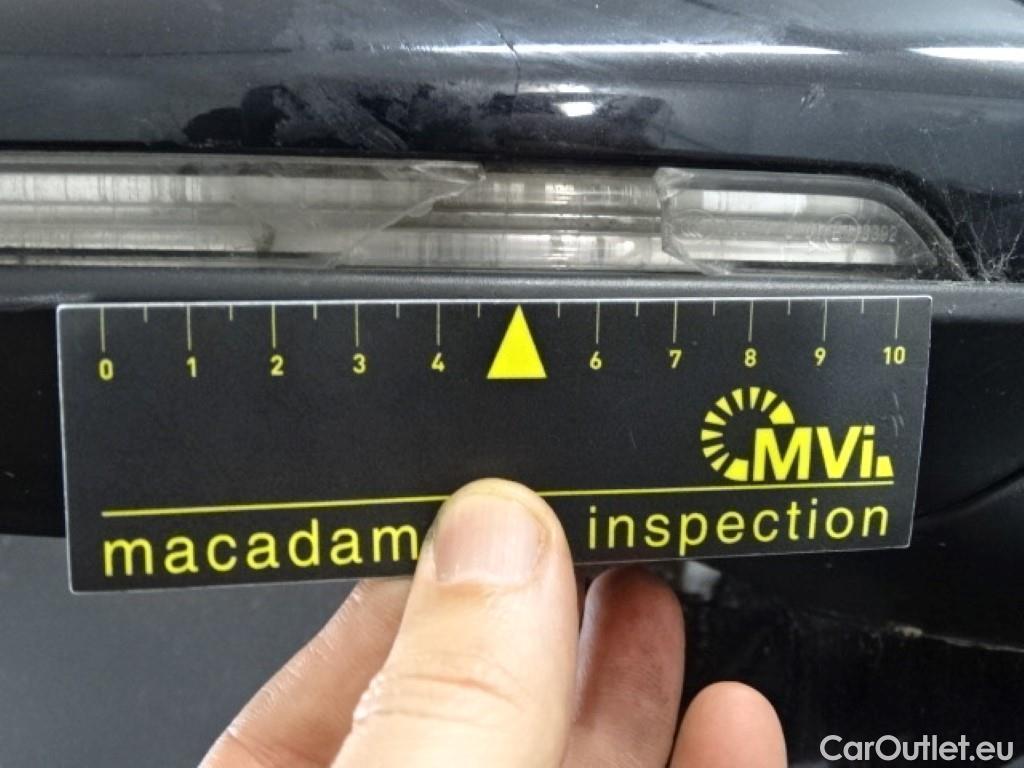 0 1 2 3 4 6 7 8 9 10
MVi
macadam inspection
CarOutlet.eu